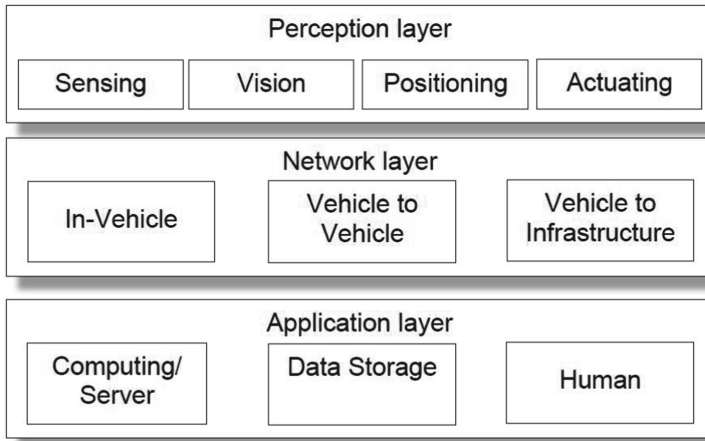 Perception layer
Sensing
Vision
Positioning
Actuating
Network layer
In-Vehicle
Vehicle to
Vehicle
Vehicle to
Infrastructure
Application layer
Computing/
Server
Data Storage
Human